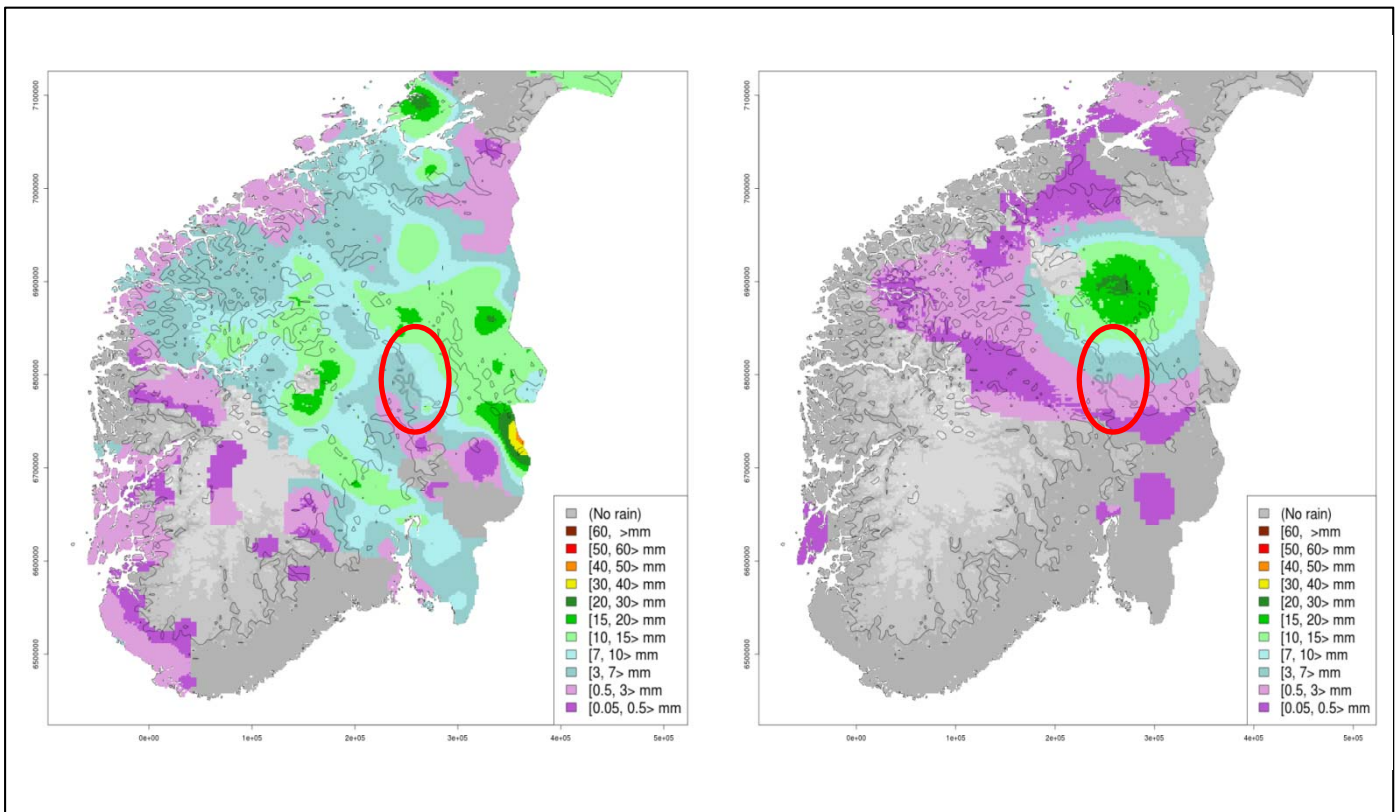 7100000
7000000
6900000
6800000
6700000
6600000
6500000
0e+00
1e+05
2e+05
3e+05
4e+05
5e+05
(No rain)
[60, >mm
[50, 60> mm
[40, 50> mm
[30, 40> mm
[20, 30> mm
[15, 20> mm
[10, 15> mm
[7, 10> mm
[3, 7> mm
[0.5, 3> mm
[0.05, 0.5> mm
7100000
7000000
6900000
6800000
6700000
6600000
6500000
0e+00
1e+05
2e+05
3e+05
4e+05
5e+05
(No rain)
[60, >mm
[50, 60> mm
[40, 50> mm
[30, 40> mm
[20, 30> mm
[15, 20> mm
[10, 15> mm
[7, 10> mm
[3, 7> mm
[0.5, 3> mm
[0.05, 0.5> mm